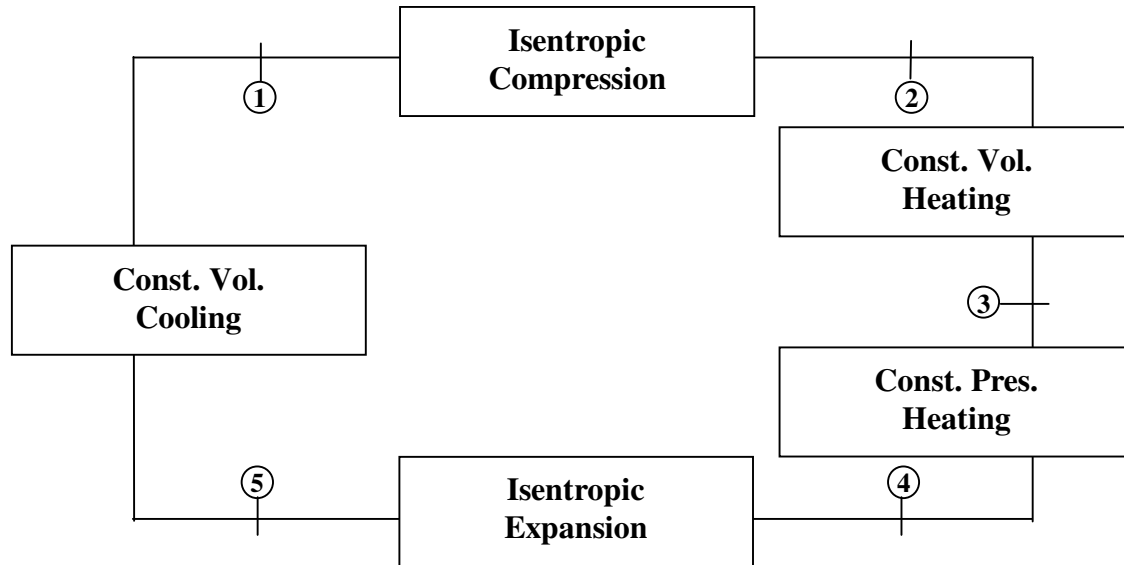 Isentropic
Compression
1
2
Const. Vol.
Heating
Const. Vol.
Cooling
3
Const. Pres.
Heating
5
Isentropic
Expansion
4